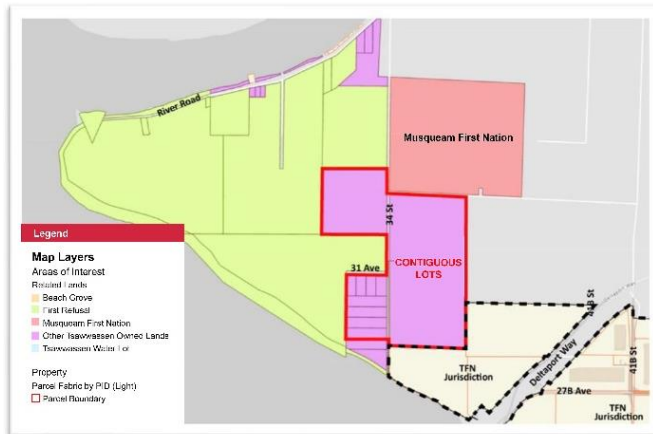 River Road
Musqueam First Nation
34 St
CONTIGUOUS
LOTS
31 Ave
41B St
Deltaport Way
TFN
Jurisdiction
27B Ave
41B St
TFN
Jurisdiction
Legend
Map Layers
Areas of Interest
Related Lands
Beach Grove
First Refusal
Musqueam First Nation
Other Tsawwassen Owned Lands
Tsawwassen Water Lot
Property
Parcel Fabric by PID (Light)
Parcel Boundary